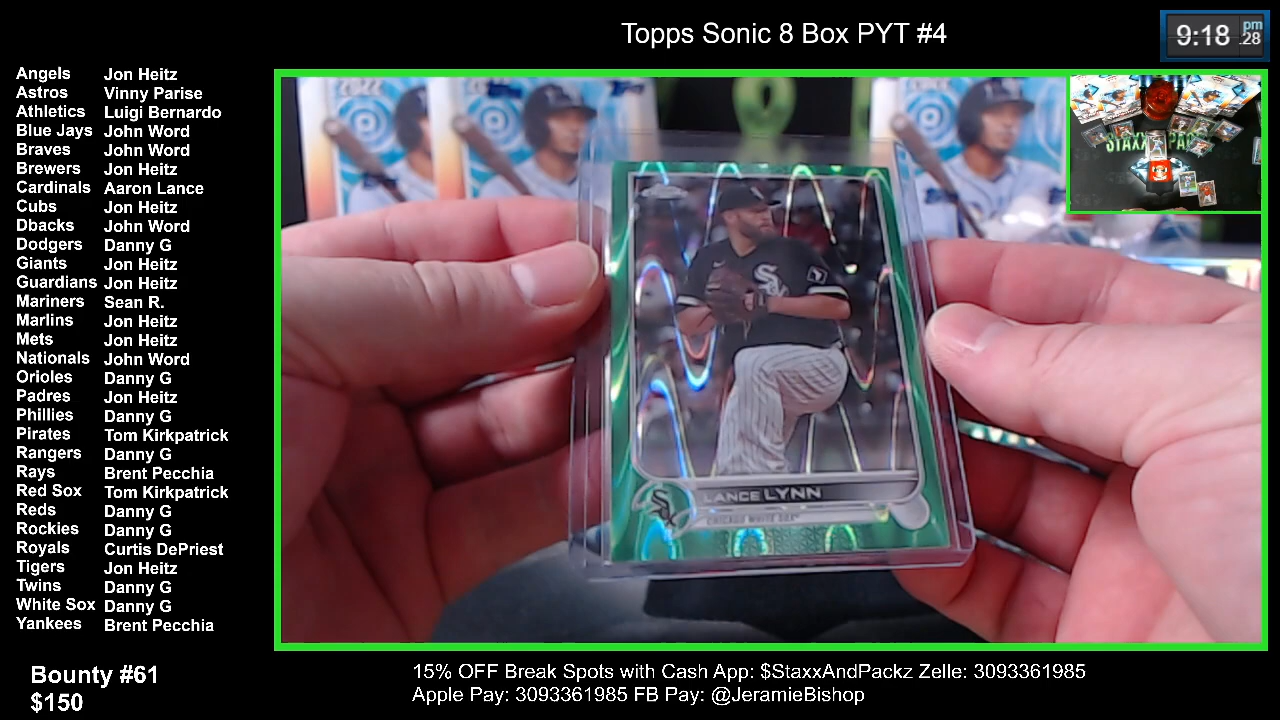 Topps Sonic 8 Box PYT #4
9:18 pm .28
Angels Jon Heitz
Astros Vinny Parise
Athletics Luigi Bernardo
Blue Jays John Word
Braves John Word
Brewers Jon Heitz
Cardinals Aaron Lance
Cubs Jon Heitz
Dbacks John Word
Dodgers Danny G
Giants Jon Heitz
Guardians Jon Heitz
Mariners Sean R.
Marlins Jon Heitz
Mets Jon Heitz
Nationals John Word
Orioles Danny G
Padres Jon Heitz
Phillies Danny G
Pirates Tom Kirkpatrick
Rangers Danny G
Rays Brent Pecchia
Red Sox Tom Kirkpatrick
Reds Danny G
Rockies Danny G
Royals Curtis DePriest
Tigers Jon Heitz
Twins Danny G
White Sox Danny G
Yankees Brent Pecchia
Sox
LANCE LYNN
Sox
CHICAGO WHITE SOX
Bounty #61
$150
15% OFF Break Spots with Cash App: $StaxxAndPackz Zelle: 3093361985
Apple Pay: 3093361985 FB Pay: @JeramieBishop